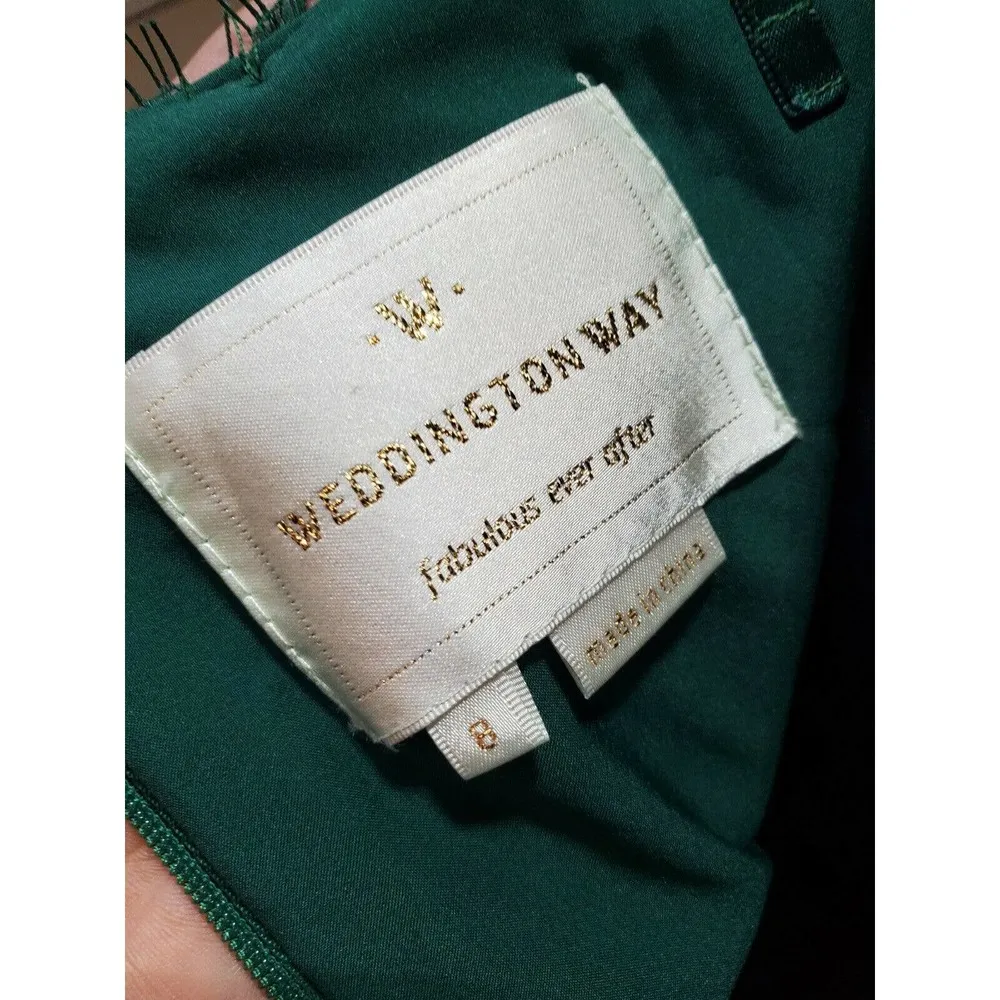 ·W·
WEDDINGTON WAY
fabulous ever after
made in china
8